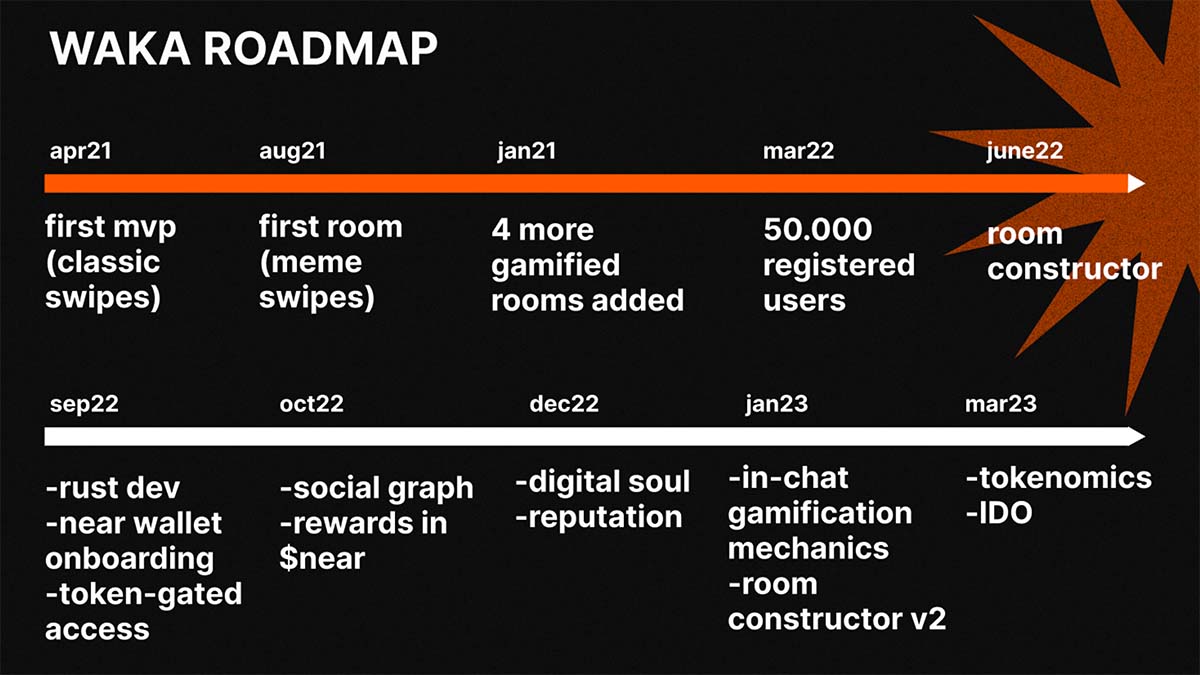 WAKA ROADMAP
apr21
aug21
jan21
mar22
june22
first mvp
(classic
swipes)
first room
(meme
swipes)
4 more
gamified
rooms added
50.000
registered
users
room
constructor
sep22
oct22
dec22
jan23
mar23
-rust dev
-near wallet
onboarding
-token-gated
access
-social graph
-rewards in
$near
-digital soul
-reputation
-in-chat
gamification
mechanics
-room
constructor v2
-tokenomics
-IDO